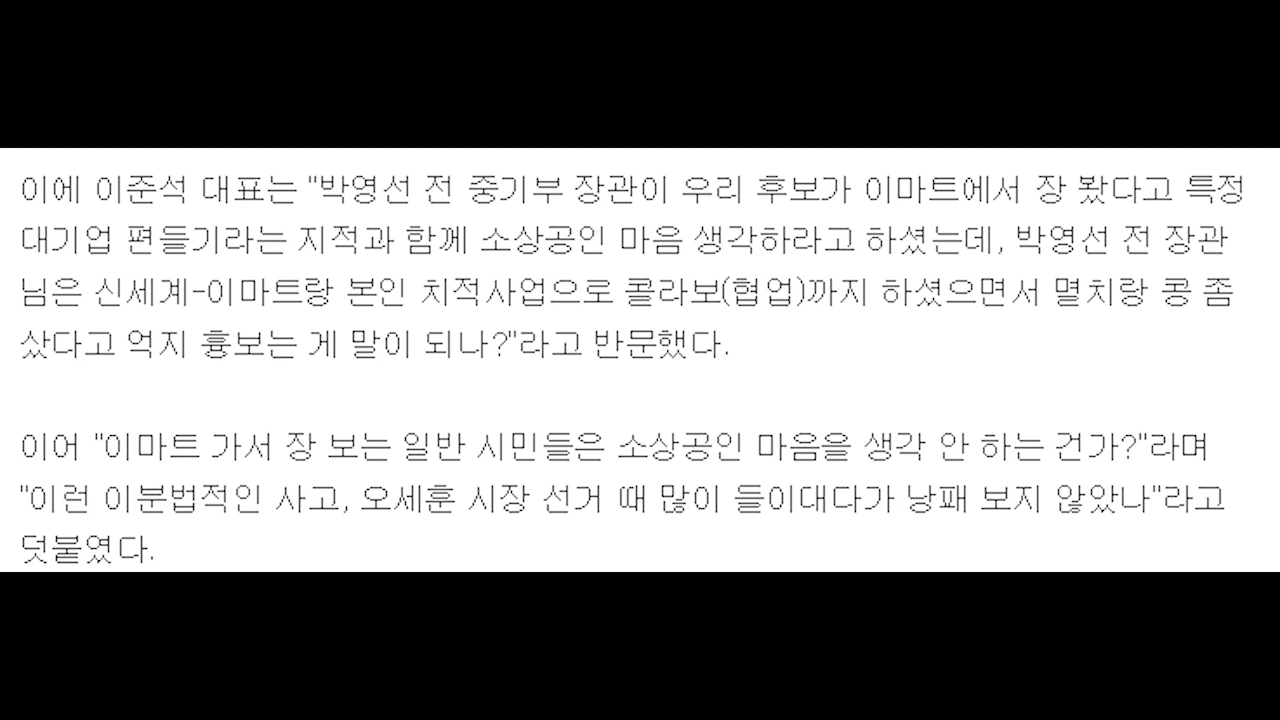 이에 이준석 대표는 "박영선 전 중기부 장관이 우리 후보가 이마트에서 장 봤다고 특정
대기업 편들기라는 지적과 함께 소상공인 마음 생각하라고 하셨는데, 박영선 전 장관
님은 신세계-이마트랑 본인 치적사업으로 콜라보(협업)까지 하셨으면서 멸치랑 콩 좀
샀다고 억지 흉보는 게 말이 되나?"라고 반문했다.
이어 "이마트 가서 장 보는 일반 시민들은 소상공인 마음을 생각 안 하는 건가?"라며
"이런 이분법적인 사고, 오세훈 시장 선거 때 많이 들이대다가 낭패 보지 않았나"라고
덧붙였다.